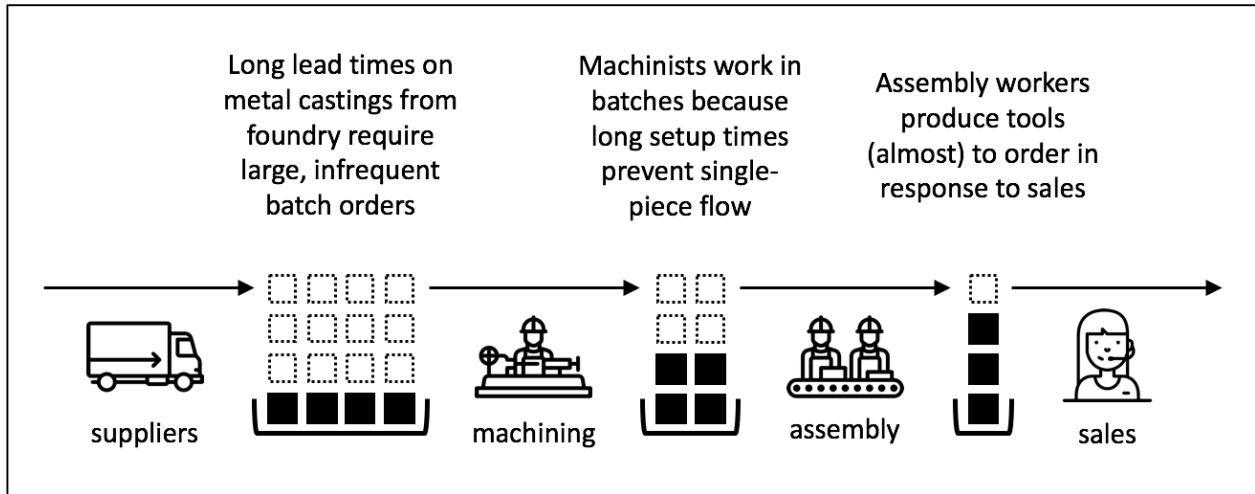 Long lead times on
metal castings from
foundry require
large, infrequent
batch orders
Machinists work in
batches because
long setup times
prevent single-
piece flow
Assembly workers
produce tools
(almost) to order in
response to sales
suppliers
machining
assembly
sales